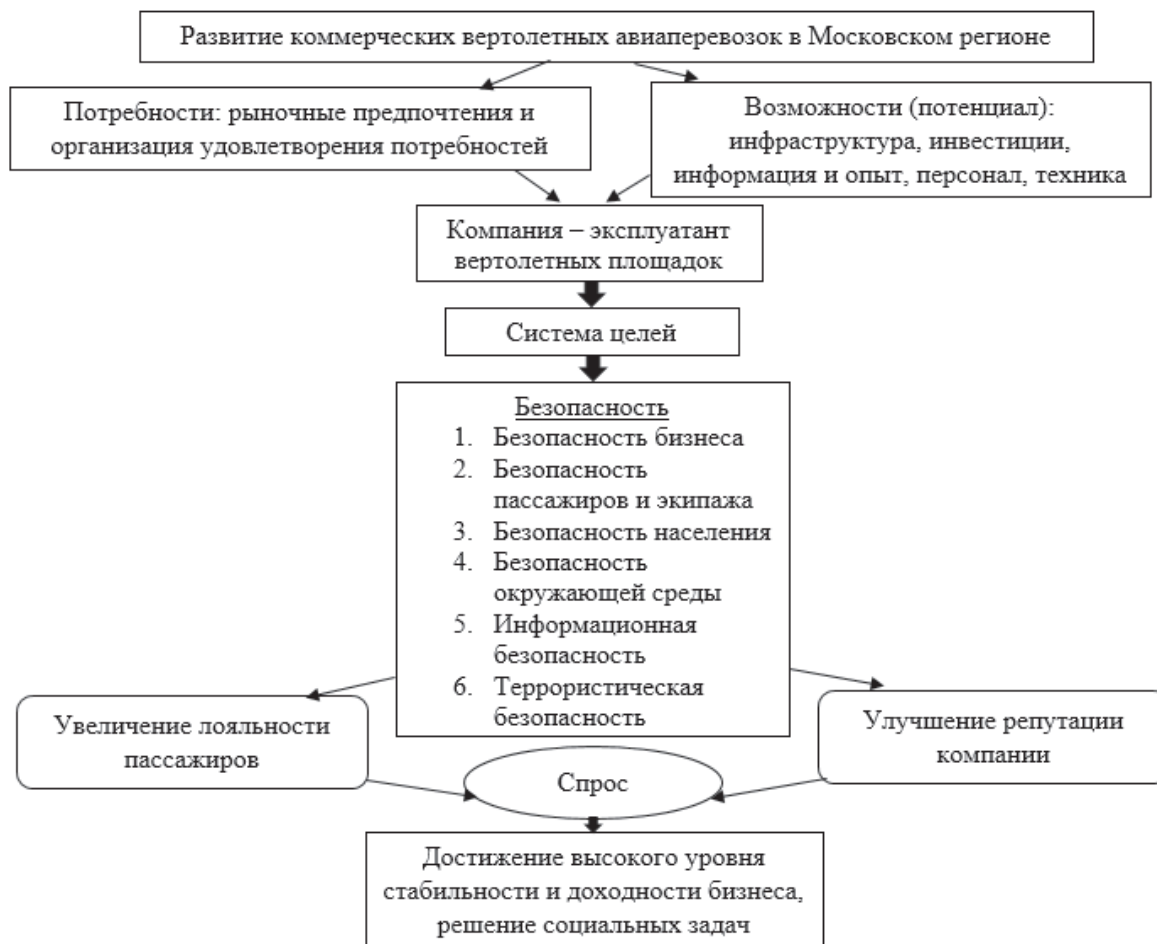 Развитие коммерческих вертолетных авиаперевозок в Московском регионе
Потребности: рыночные предпочтения и
организация удовлетворения потребностей
Возможности (потенциал):
инфраструктура, инвестиции,
информация и опыт, персонал, техника
Компания – эксплуатант
вертолетных площадок
Система целей
Безопасность
1. Безопасность бизнеса
2. Безопасность
пассажиров и экипажа
3. Безопасность населения
4. Безопасность
окружающей среды
5. Информационная
безопасность
6. Террористическая
безопасность
Увеличение лояльности
пассажиров
Улучшение репутации
компании
Спрос
Достижение высокого уровня
стабильности и доходности бизнеса,
решение социальных задач